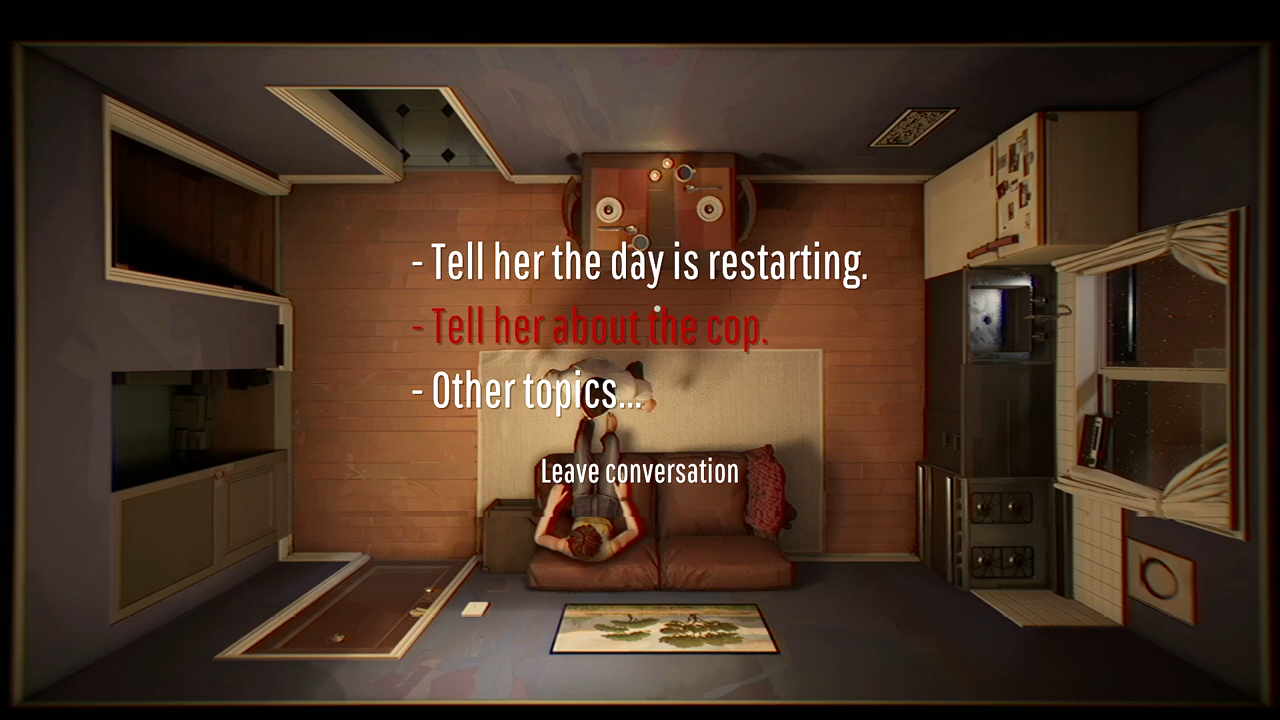 - Tell her the day is restarting.
- Tell her about the cop.
- Other topics...
Leave conversation